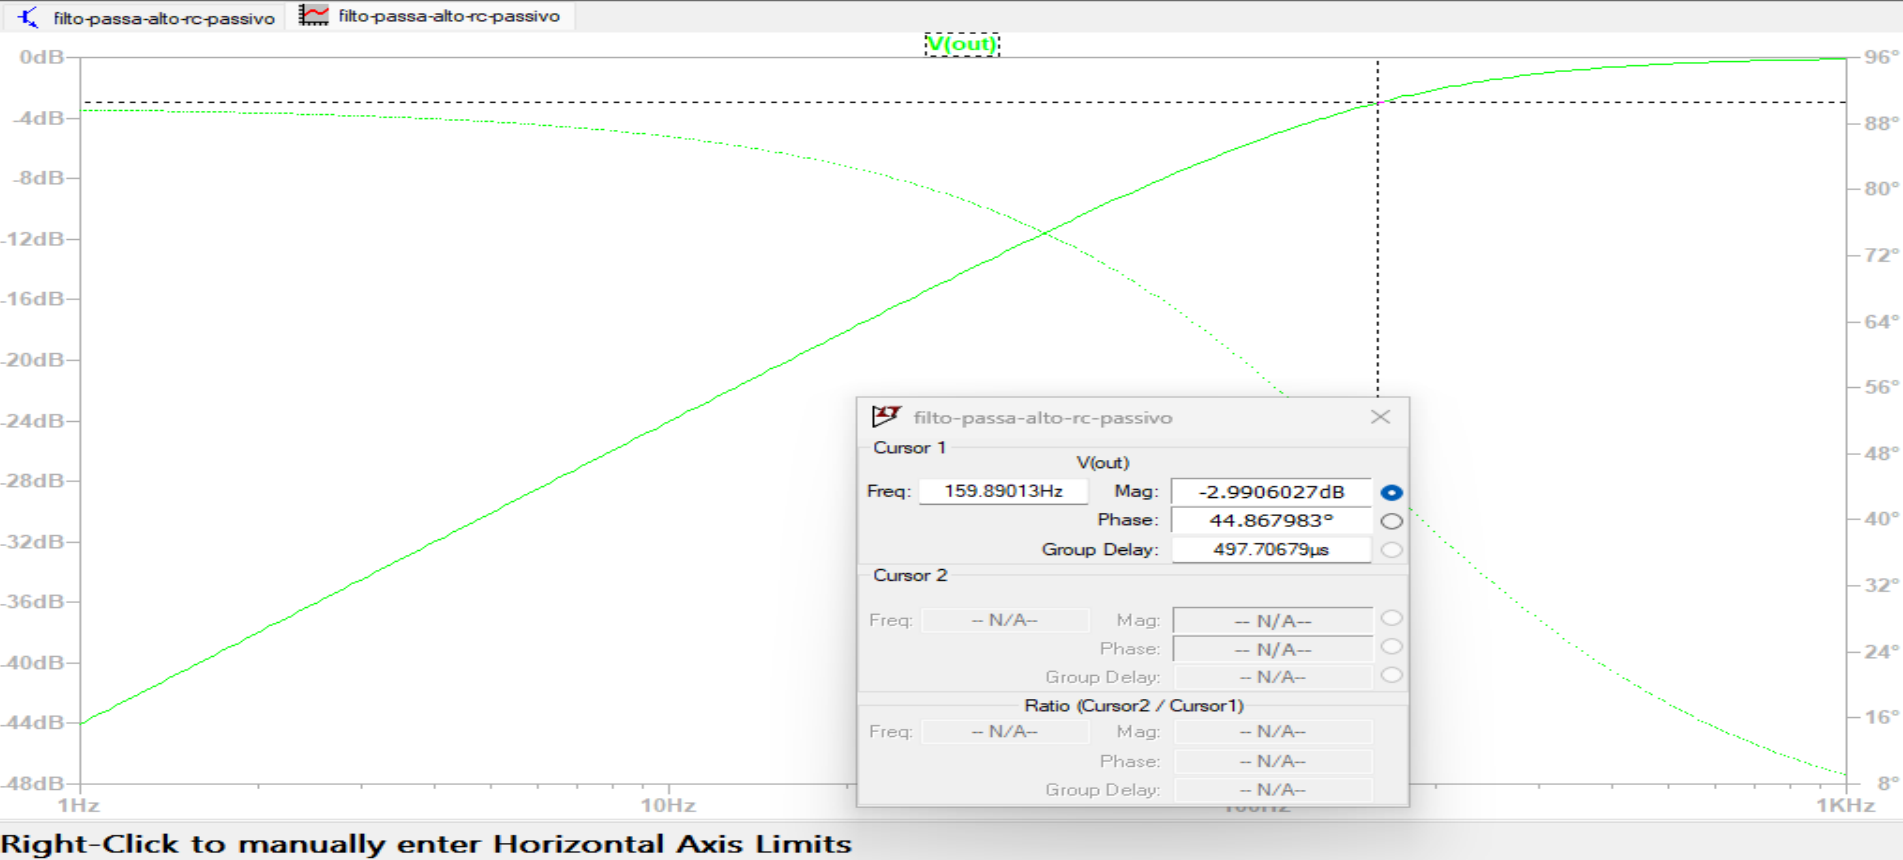 filto-passa-alto-rc-passivo filto-passa-alto-rc-passivo
V(out)
0dB 96°
-4dB 88°
-8dB 80°
-12dB 72°
-16dB 64°
-20dB 56°
-24dB 48°
-28dB 40°
-32dB 32°
-36dB 24°
-40dB 16°
-44dB 8°
-48dB
1Hz 10Hz 100Hz 1KHz
filto-passa-alto-rc-passivo
Cursor 1
V(out)
Freq: 159.89013Hz Mag: -2.9906027dB
Phase: 44.867983°
Group Delay: 497.70679µs
Cursor 2
Freq: -- N/A-- Mag: -- N/A--
Phase: -- N/A--
Group Delay: -- N/A--
Ratio (Cursor2 / Cursor1)
Freq: -- N/A-- Mag: -- N/A--
Phase: -- N/A--
Group Delay: -- N/A--
Right-Click to manually enter Horizontal Axis Limits